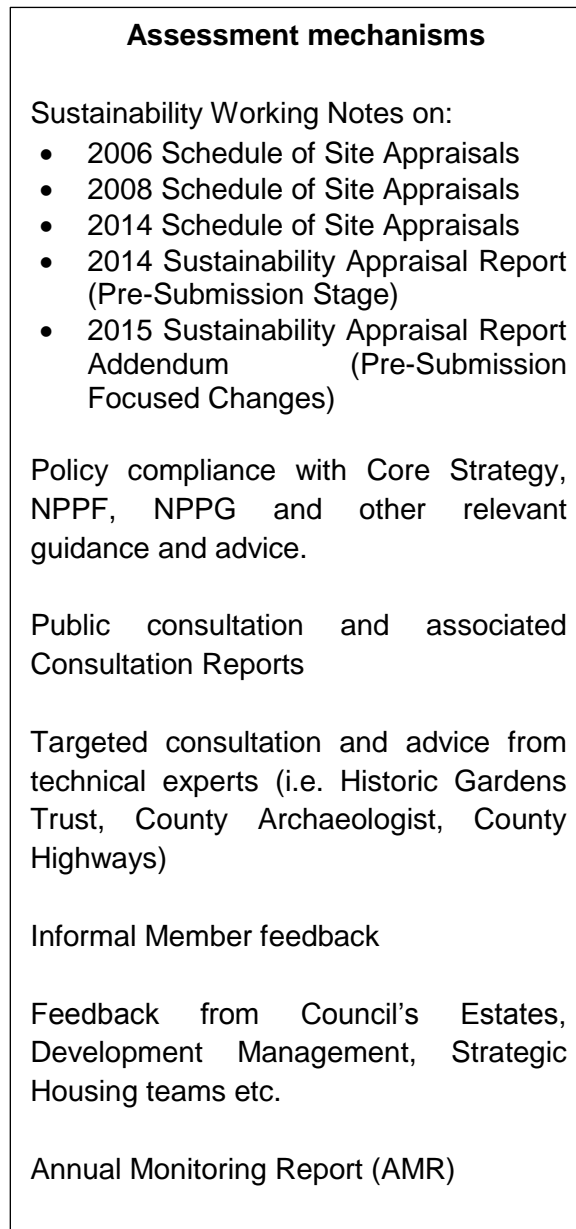 Assessment mechanisms
Sustainability Working Notes on:
• 2006 Schedule of Site Appraisals
• 2008 Schedule of Site Appraisals
• 2014 Schedule of Site Appraisals
• 2014 Sustainability Appraisal Report
(Pre-Submission Stage)
• 2015 Sustainability Appraisal Report
Addendum (Pre-Submission
Focused Changes)
Policy compliance with Core Strategy,
NPPF, NPPG and other relevant
guidance and advice.
Public consultation and associated
Consultation Reports
Targeted consultation and advice from
technical experts (i.e. Historic Gardens
Trust, County Archaeologist, County
Highways)
Informal Member feedback
Feedback from Council’s Estates,
Development Management, Strategic
Housing teams etc.
Annual Monitoring Report (AMR)